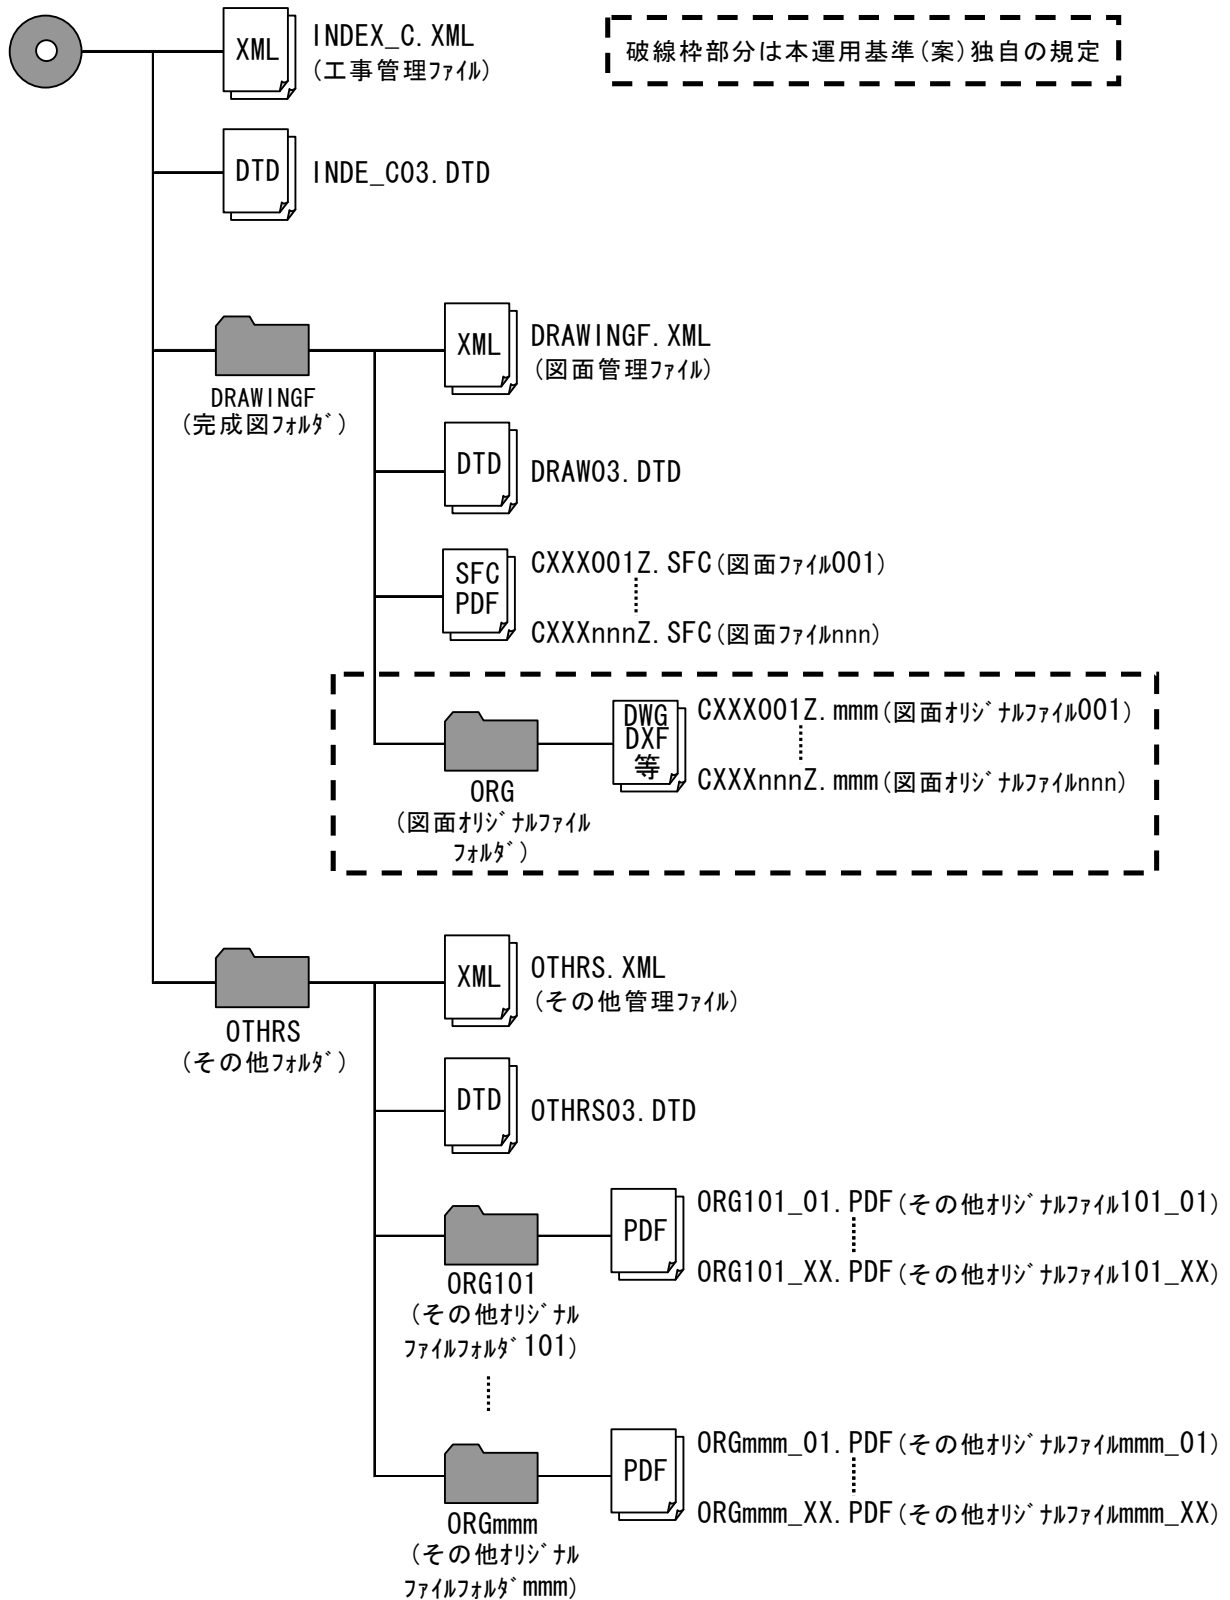 XML
INDEX_C.XML
(工事管理ﾌｧｲﾙ)
破線枠部分は本運用基準(案)独自の規定
DTD
INDE_C03.DTD
DRAWINGF
(完成図ﾌｫﾙﾀﾞ)
XML
DRAWINGF.XML
(図面管理ﾌｧｲﾙ)
DTD
DRAW03.DTD
SFC
PDF
CXXX001Z.SFC(図面ﾌｧｲﾙ001)
CXXXnnnZ.SFC(図面ﾌｧｲﾙnnn)
ORG
(図面ｵﾘｼﾞﾅﾙﾌｧｲﾙ
ﾌｫﾙﾀﾞ)
DWG
DXF
等
CXXX001Z.mmm(図面ｵﾘｼﾞﾅﾙﾌｧｲﾙ001)
CXXXnnnZ.mmm(図面ｵﾘｼﾞﾅﾙﾌｧｲﾙnnn)
OTHRS
(その他ﾌｫﾙﾀﾞ)
XML
OTHRS.XML
(その他管理ﾌｧｲﾙ)
DTD
OTHRS03.DTD
ORG101
(その他ｵﾘｼﾞﾅﾙ
ﾌｧｲﾙﾌｫﾙﾀﾞ101)
PDF
ORG101_01.PDF(その他ｵﾘｼﾞﾅﾙﾌｧｲﾙ101_01)
ORG101_XX.PDF(その他ｵﾘｼﾞﾅﾙﾌｧｲﾙ101_XX)
ORGmmm
(その他ｵﾘｼﾞﾅﾙ
ﾌｧｲﾙﾌｫﾙﾀﾞmmm)
PDF
ORGmmm_01.PDF(その他ｵﾘｼﾞﾅﾙﾌｧｲﾙmmm_01)
ORGmmm_XX.PDF(その他ｵﾘｼﾞﾅﾙﾌｧｲﾙmmm_XX)